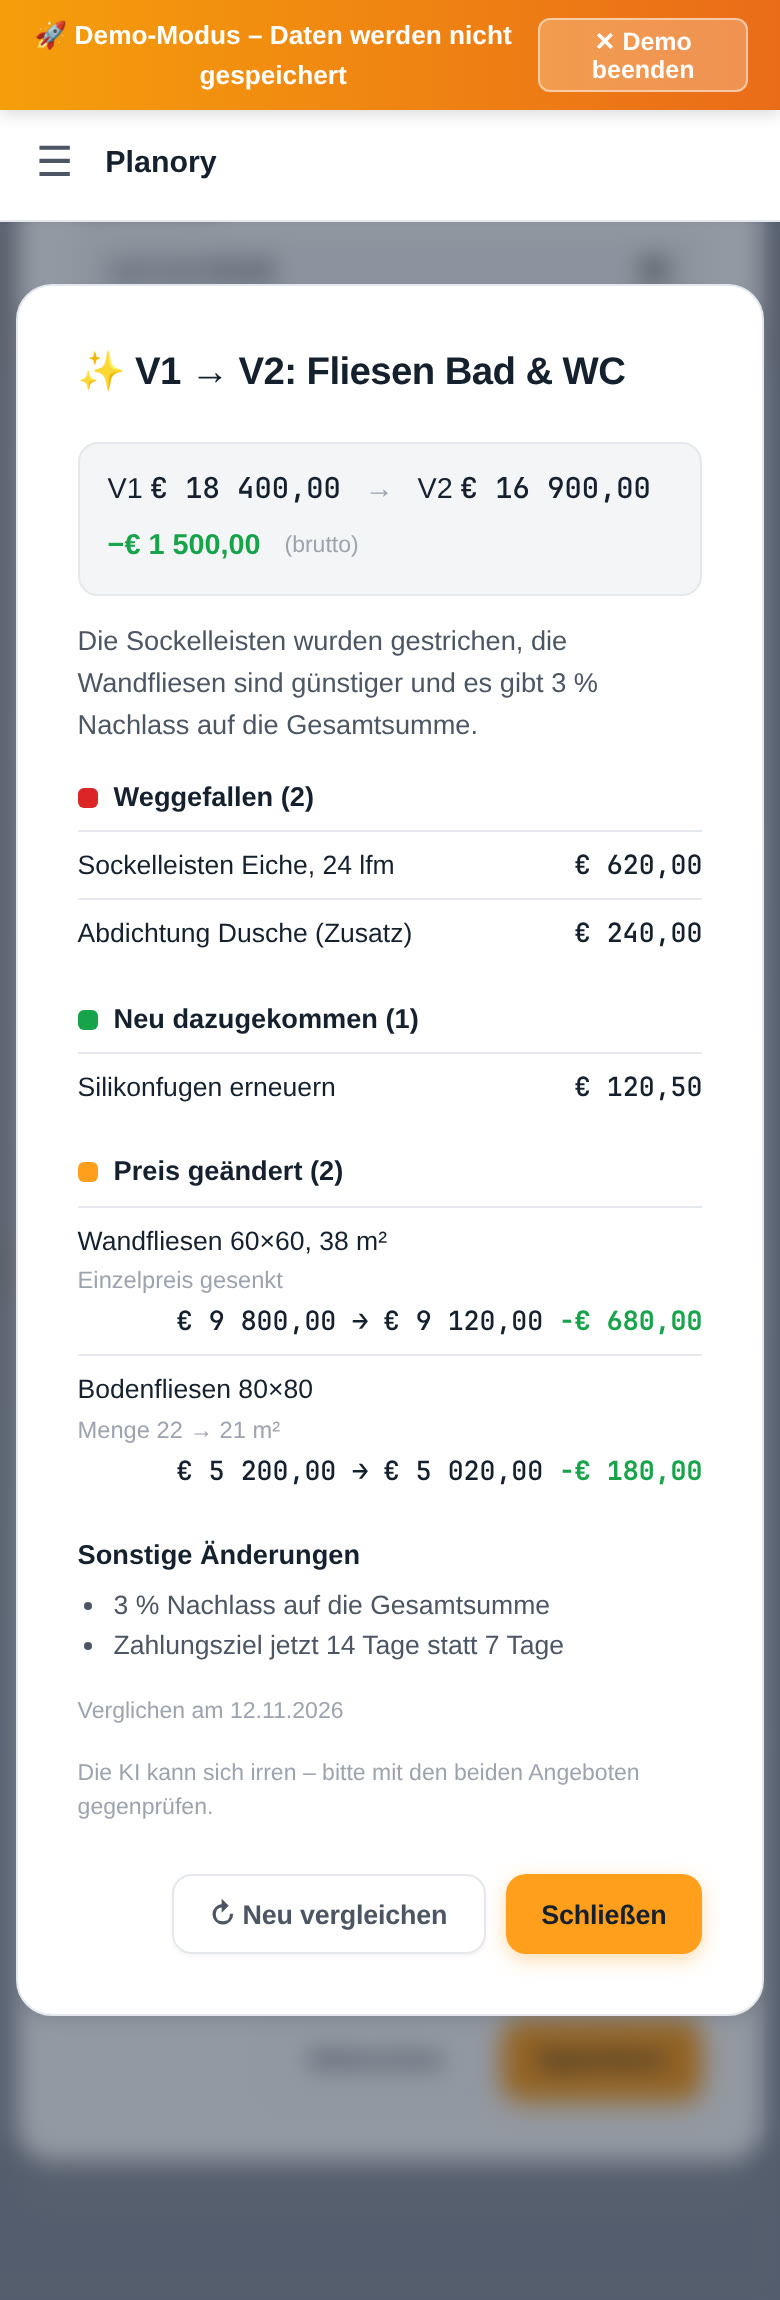 🚀 Demo-Modus – Daten werden nicht
gespeichert
✕ Demo
beenden
☰ Planory
✨ V1 → V2: Fliesen Bad & WC
V1 € 18 400,00 → V2 € 16 900,00
−€ 1 500,00 (brutto)
Die Sockelleisten wurden gestrichen, die
Wandfliesen sind günstiger und es gibt 3 %
Nachlass auf die Gesamtsumme.
Weggefallen (2)
Sockelleisten Eiche, 24 lfm € 620,00
Abdichtung Dusche (Zusatz) € 240,00
Neu dazugekommen (1)
Silikonfugen erneuern € 120,50
Preis geändert (2)
Wandfliesen 60×60, 38 m²
Einzelpreis gesenkt
€ 9 800,00 → € 9 120,00 -€ 680,00
Bodenfliesen 80×80
Menge 22 → 21 m²
€ 5 200,00 → € 5 020,00 -€ 180,00
Sonstige Änderungen
• 3 % Nachlass auf die Gesamtsumme
• Zahlungsziel jetzt 14 Tage statt 7 Tage
Verglichen am 12.11.2026
Die KI kann sich irren – bitte mit den beiden Angeboten
gegenprüfen.
↻ Neu vergleichen
Schließen